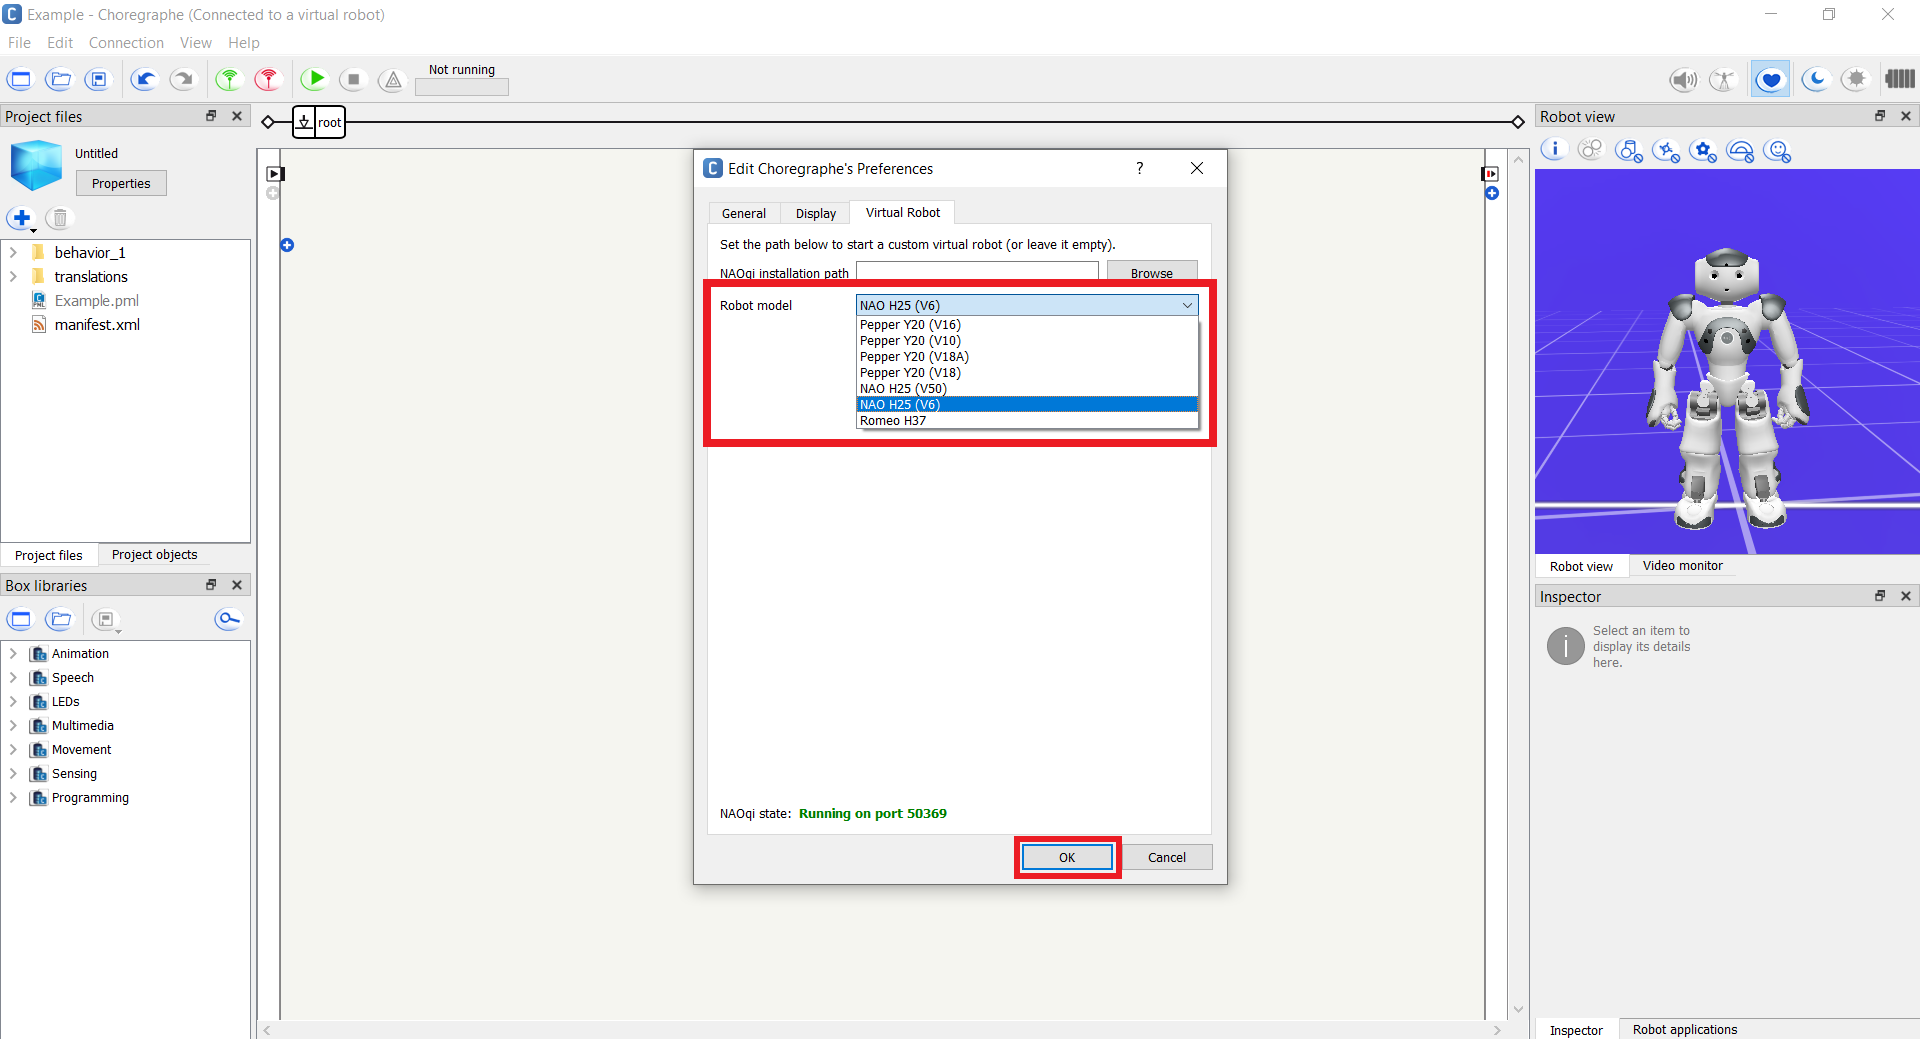 Example - Choregraphe (Connected to a virtual robot)
File Edit Connection View Help
Not running
Project files
Untitled
Properties
behavior_1
translations
Example.pml
manifest.xml
Project files Project objects
Box libraries
Animation
Speech
LEDs
Multimedia
Movement
Sensing
Programming
root
Edit Choregraphe's Preferences
General Display Virtual Robot
Set the path below to start a custom virtual robot (or leave it empty).
NAOqi installation path Browse
Robot model NAO H25 (V6)
Pepper Y20 (V16)
Pepper Y20 (V10)
Pepper Y20 (V18A)
Pepper Y20 (V18)
NAO H25 (V50)
NAO H25 (V6)
Romeo H37
NAOqi state: Running on port 50369
OK Cancel
Robot view
Robot view Video monitor
Inspector
Select an item to
display its details
here.
Inspector Robot applications